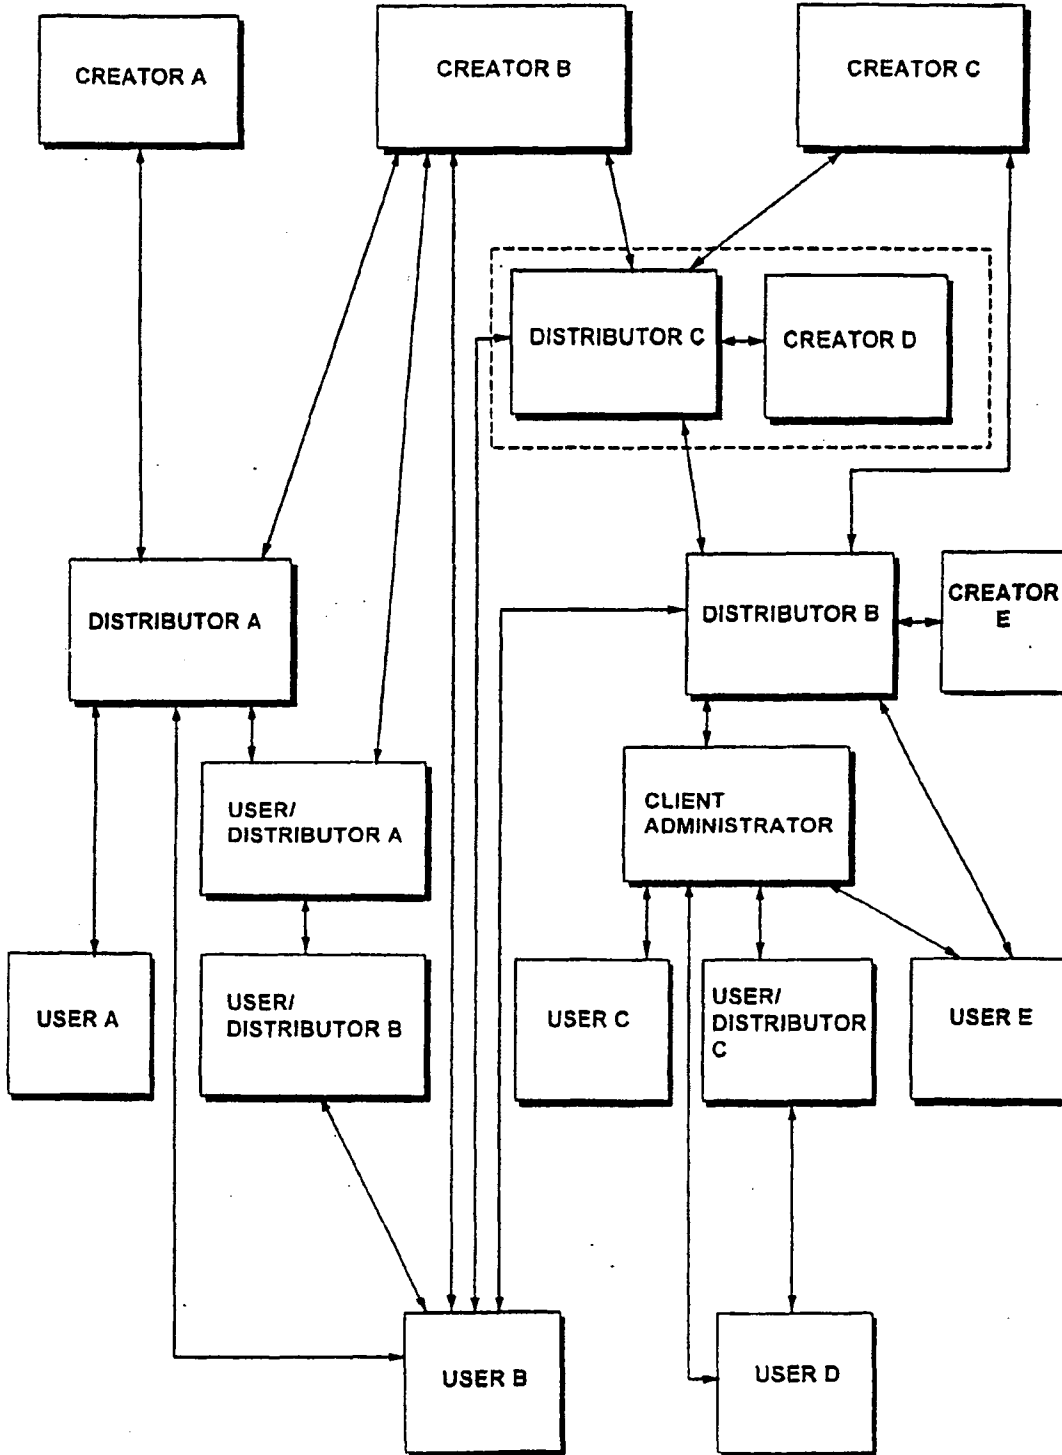 CREATOR A
CREATOR B
CREATOR C
DISTRIBUTOR C
CREATOR D
DISTRIBUTOR A
DISTRIBUTOR B
CREATOR
E
USER/
DISTRIBUTOR A
CLIENT
ADMINISTRATOR
USER A
USER/
DISTRIBUTOR B
USER C
USER/
DISTRIBUTOR
C
USER E
USER B
USER D